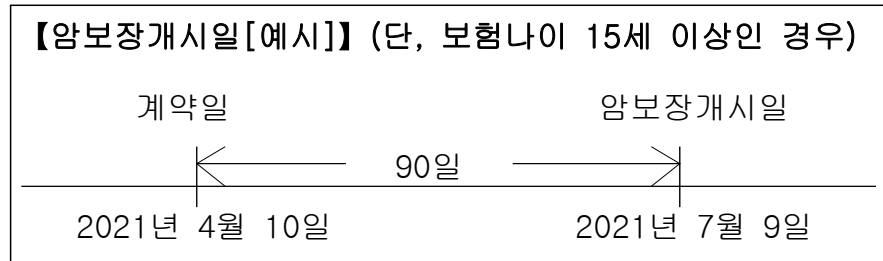 【암보장개시일[예시]】 (단, 보험나이 15세 이상인 경우)
계약일 암보장개시일
90일
2021년 4월 10일 2021년 7월 9일